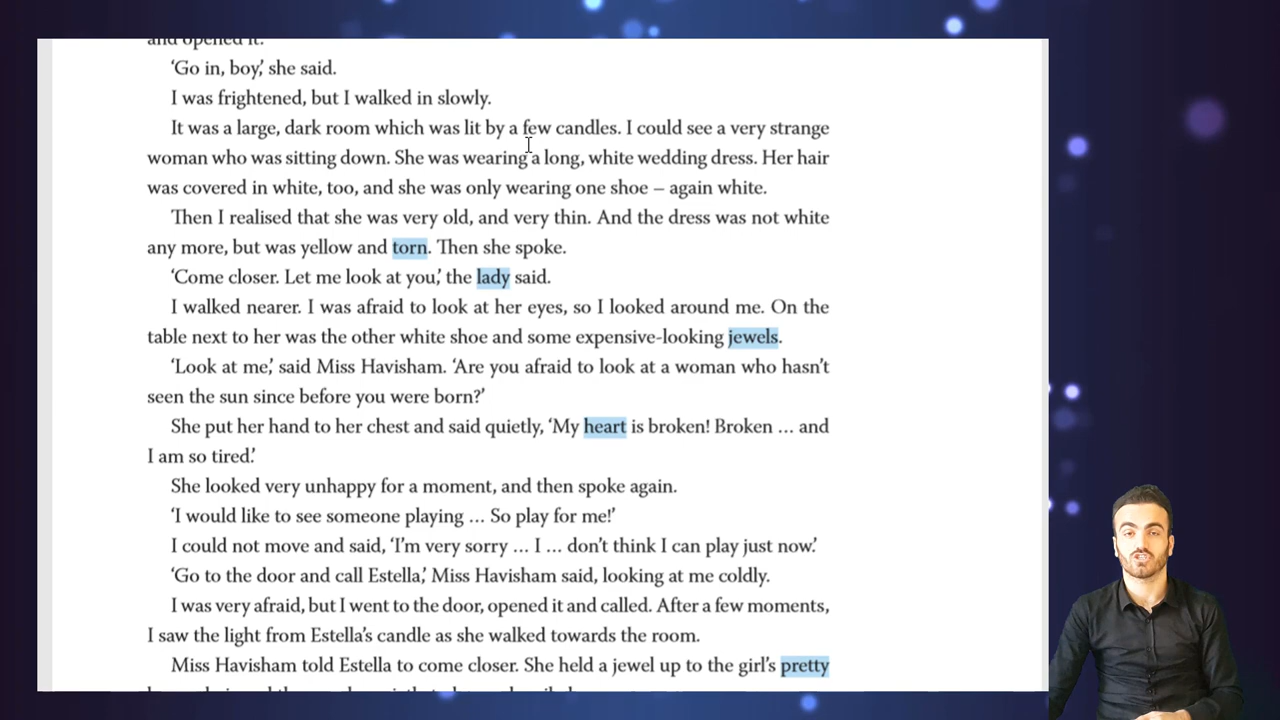 and opened it.
‘Go in, boy,’ she said.
I was frightened, but I walked in slowly.
It was a large, dark room which was lit by a few candles. I could see a very strange
woman who was sitting down. She was wearing a long, white wedding dress. Her hair
was covered in white, too, and she was only wearing one shoe – again white.
Then I realised that she was very old, and very thin. And the dress was not white
any more, but was yellow and torn. Then she spoke.
‘Come closer. Let me look at you,’ the lady said.
I walked nearer. I was afraid to look at her eyes, so I looked around me. On the
table next to her was the other white shoe and some expensive-looking jewels.
‘Look at me,’ said Miss Havisham. ‘Are you afraid to look at a woman who hasn’t
seen the sun since before you were born?’
She put her hand to her chest and said quietly, ‘My heart is broken! Broken … and
I am so tired.’
She looked very unhappy for a moment, and then spoke again.
‘I would like to see someone playing … So play for me!’
I could not move and said, ‘I’m very sorry … I … don’t think I can play just now.’
‘Go to the door and call Estella,’ Miss Havisham said, looking at me coldly.
I was very afraid, but I went to the door, opened it and called. After a few moments,
I saw the light from Estella’s candle as she walked towards the room.
Miss Havisham told Estella to come closer. She held a jewel up to the girl’s pretty